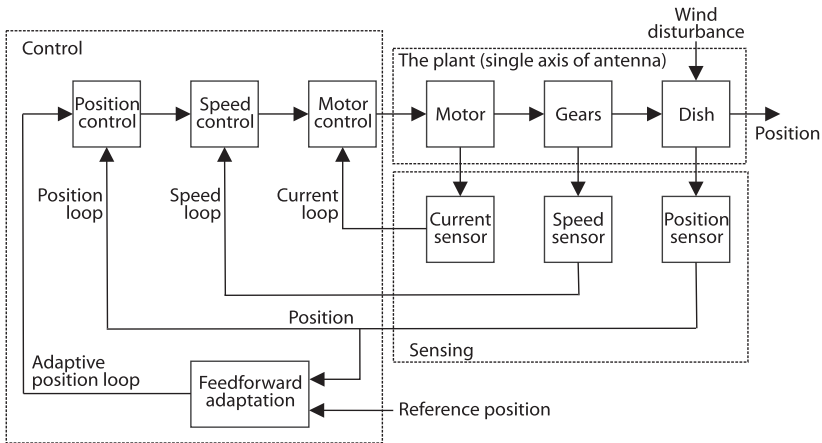 Wind
disturbance
Control
The plant (single axis of antenna)
Position
control
Speed
control
Motor
control
Motor
Gears
Dish
Position
Position
loop
Speed
loop
Current
loop
Current
sensor
Speed
sensor
Position
sensor
Position
Sensing
Adaptive
position loop
Feedforward
adaptation
Reference position